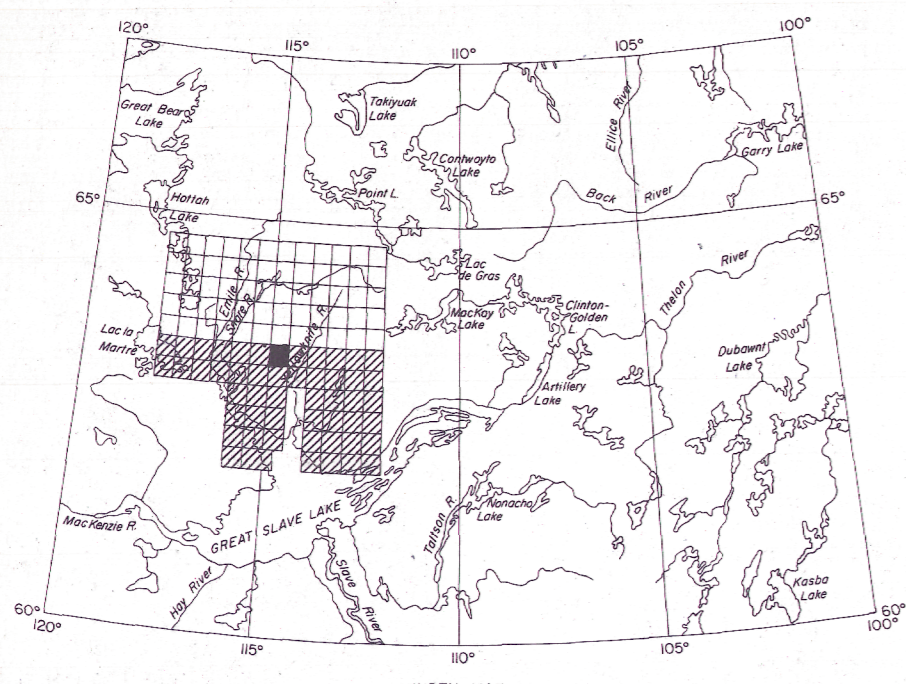 120°
115°
110°
105°
100°
Great Bear
Lake
Takiyuak
Lake
Ellice River
Contwoyto
Lake
Garry Lake
Point L.
Back River
65°
Hottah
Lake
65°
Emile R.
Snare R.
Lac
de Gras
MacKay
Lake
Clinton-
Golden
L.
Thelon River
Lac la
Martre
Dubawnt
Lake
Artillery
Lake
MacKenzie R.
GREAT SLAVE LAKE
Taltson R.
Nonacho
Lake
Hay River
Slave River
Kasba
Lake
60°
120°
115°
110°
105°
60°
100°